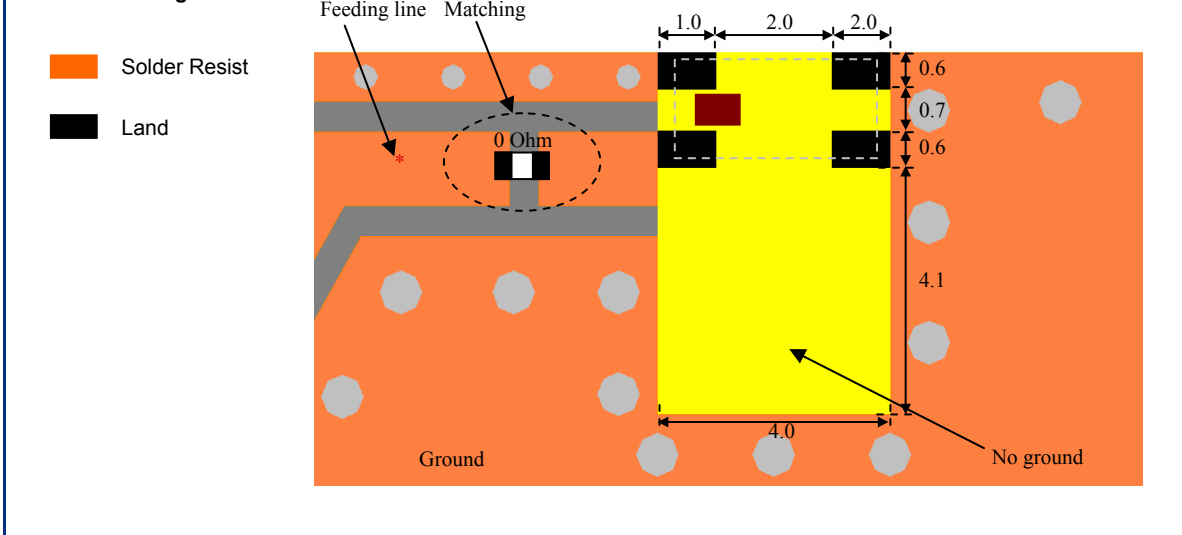 Feeding line
Matching
1.0
2.0
2.0
Solder Resist
0.6
0.7
Land
0 Ohm
0.6
*
4.1
4.0
Ground
No ground